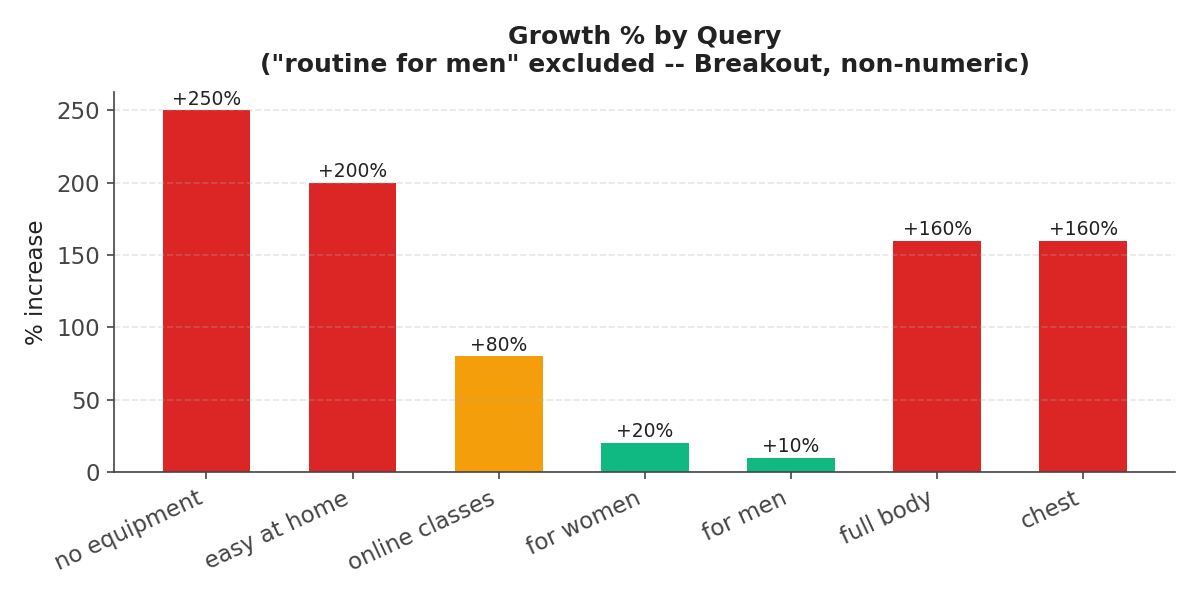 Growth % by Query
("routine for men" excluded -- Breakout, non-numeric)
% increase
250
200
150
100
50
0
+250%
+200%
+80%
+20%
+10%
+160%
+160%
no equipment
easy at home
online classes
for women
for men
full body
chest